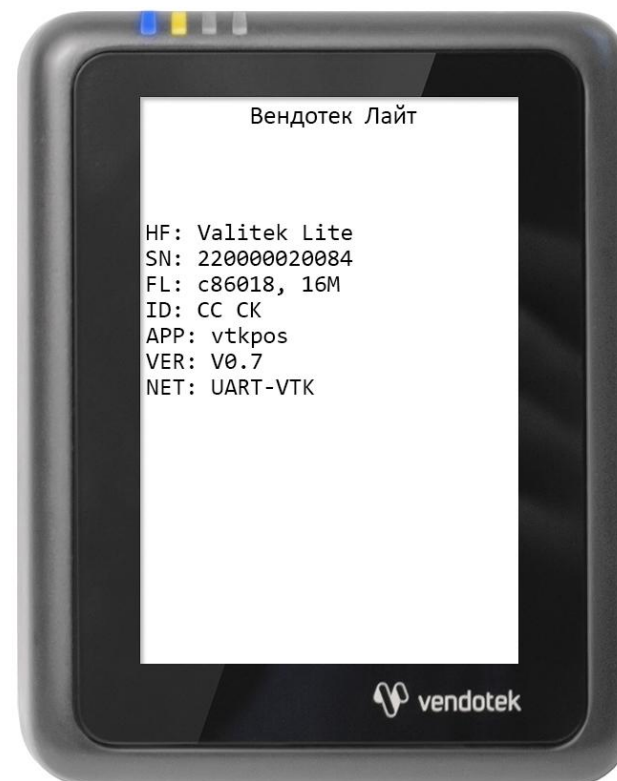 Вендотек Лайт
HF: Valitek Lite
SN: 220000020084
FL: c86018, 16M
ID: CC CK
APP: vtkpos
VER: V0.7
NET: UART-VTK
vendotek